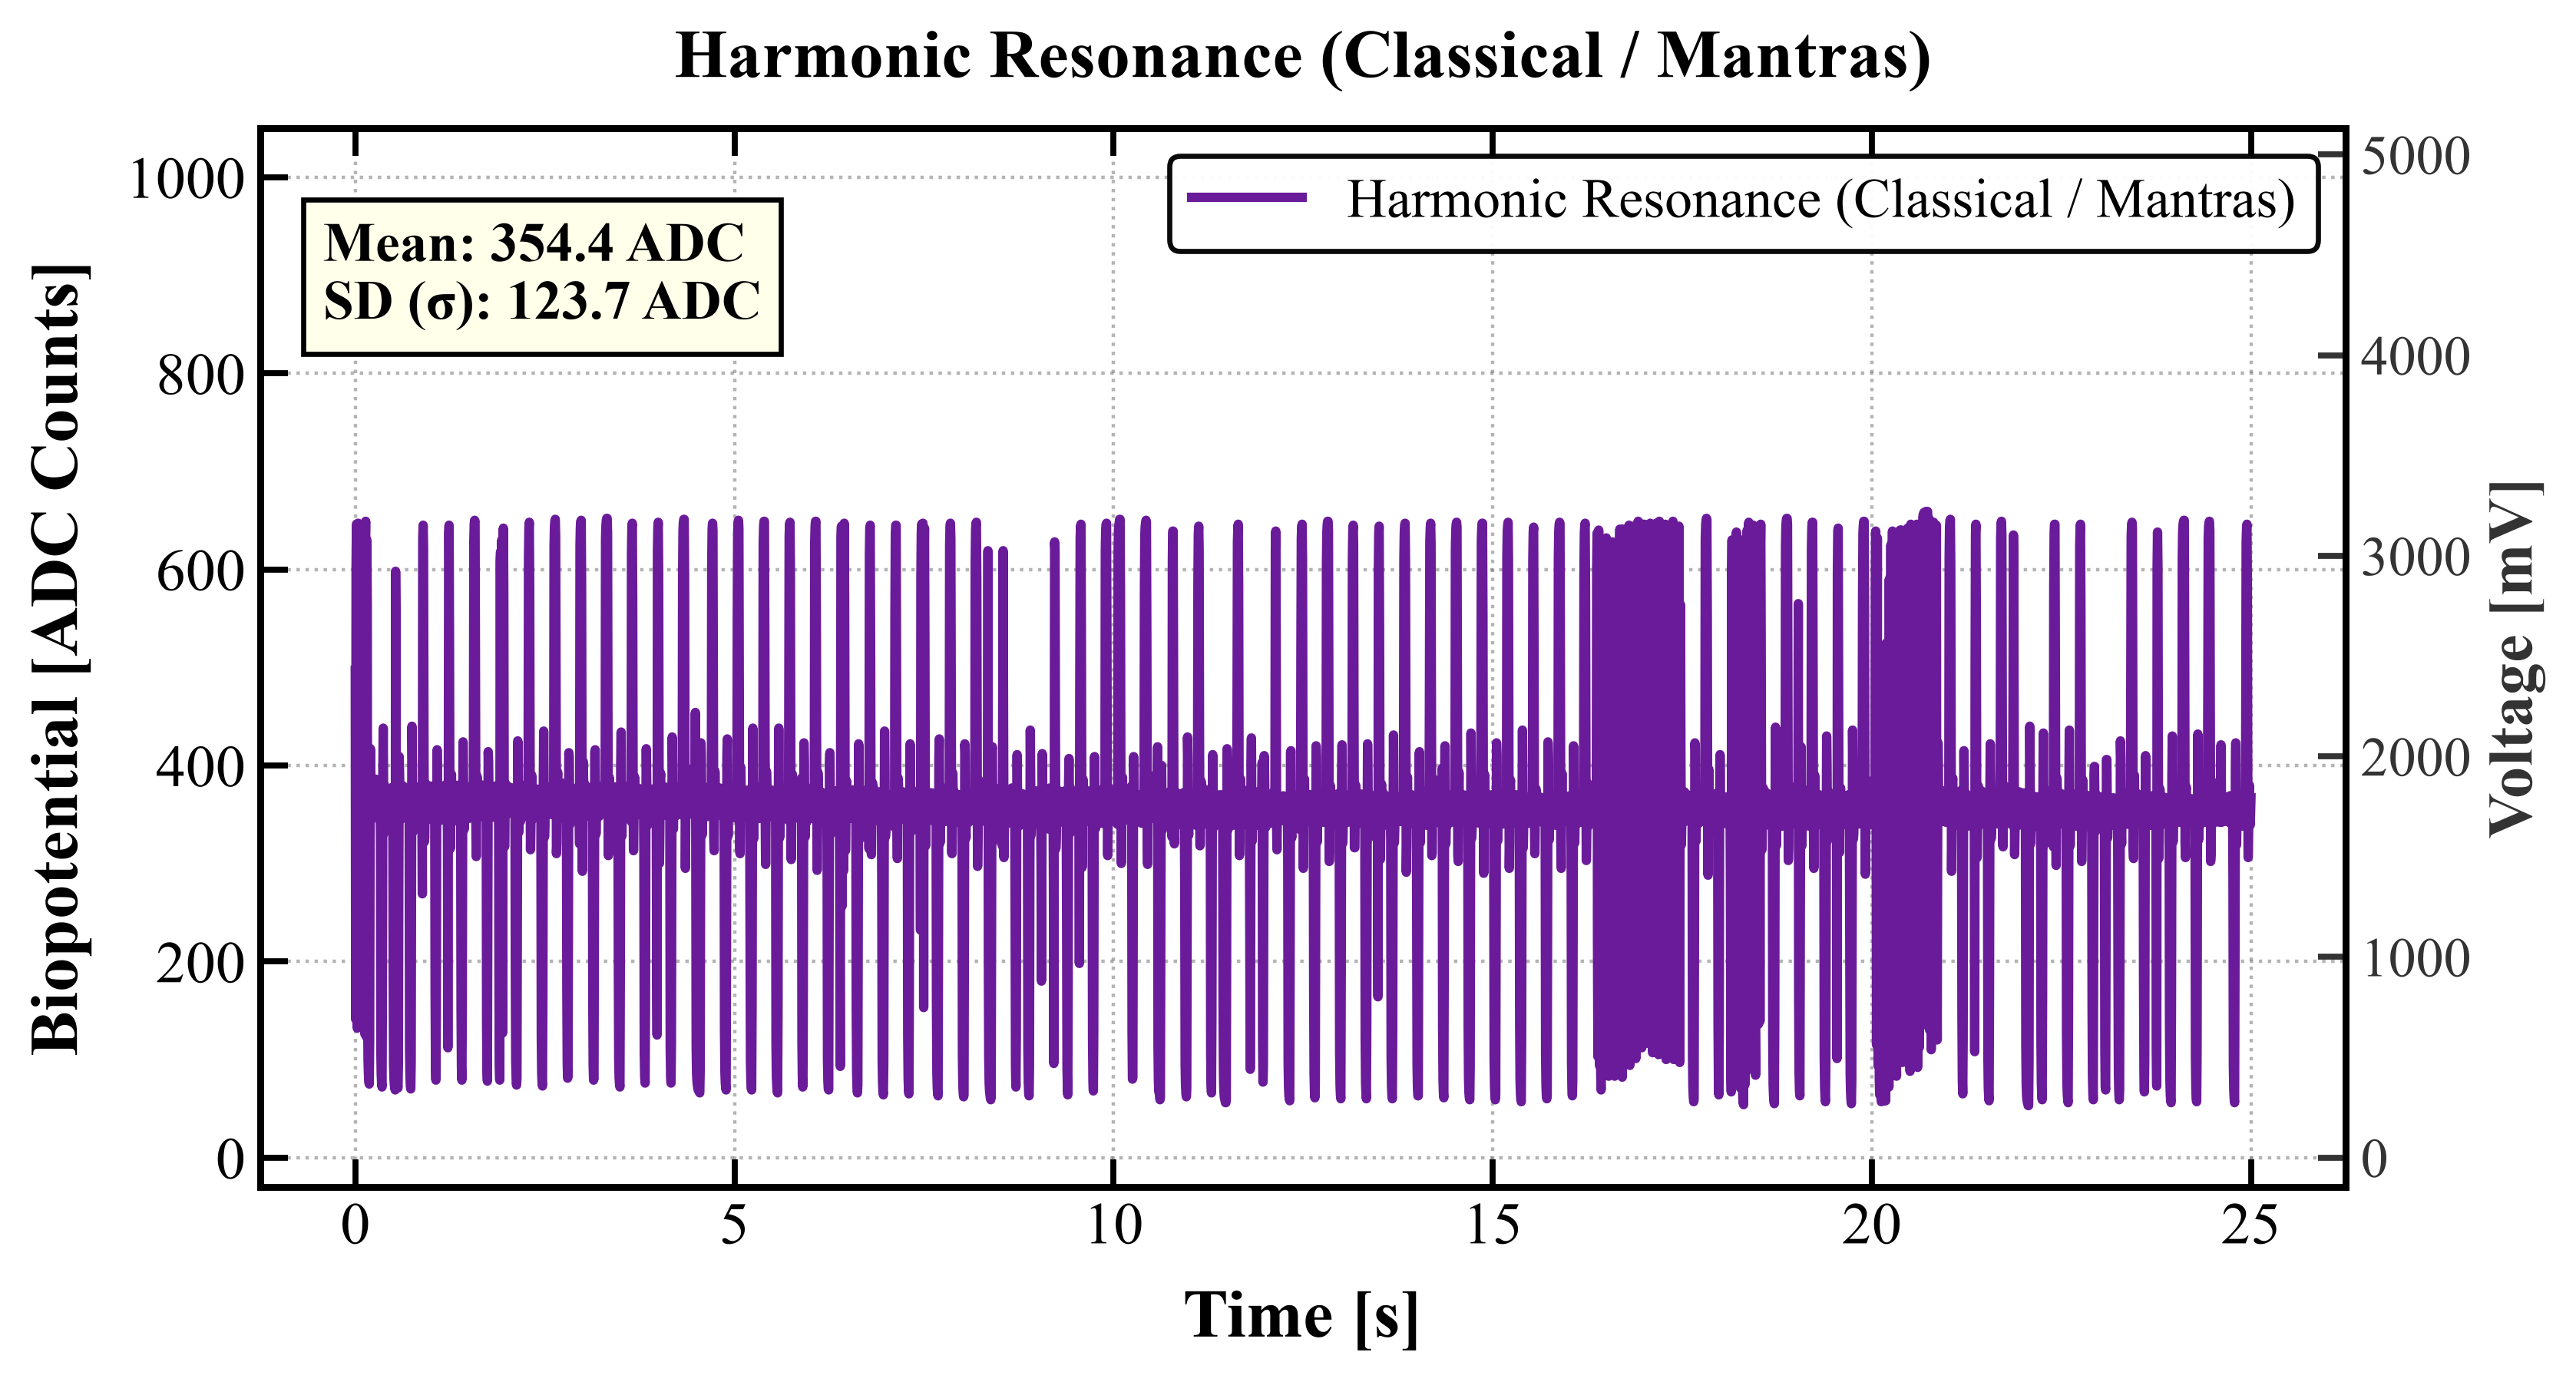 Harmonic Resonance (Classical / Mantras)
Harmonic Resonance (Classical / Mantras)
Mean: 354.4 ADC
SD (σ): 123.7 ADC
Biopotential [ADC Counts]
1000
800
600
400
200
0
Voltage [mV]
5000
4000
3000
2000
1000
0
0 5 10 15 20 25
Time [s]